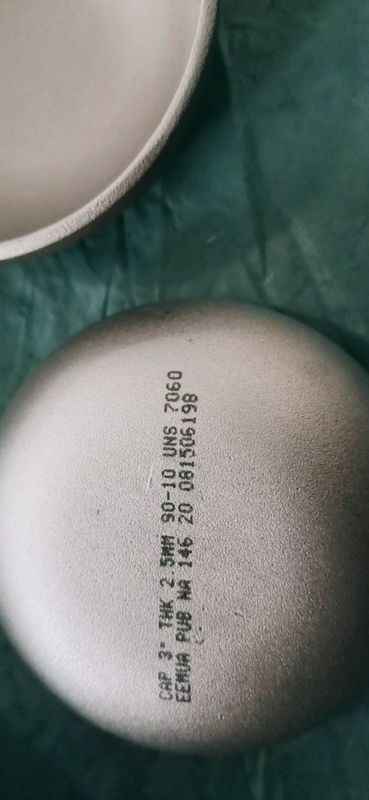 CAP 3" THK 2.5MM 90-10 UNS 7060
EEMUA PUB NA 146 20 081506198